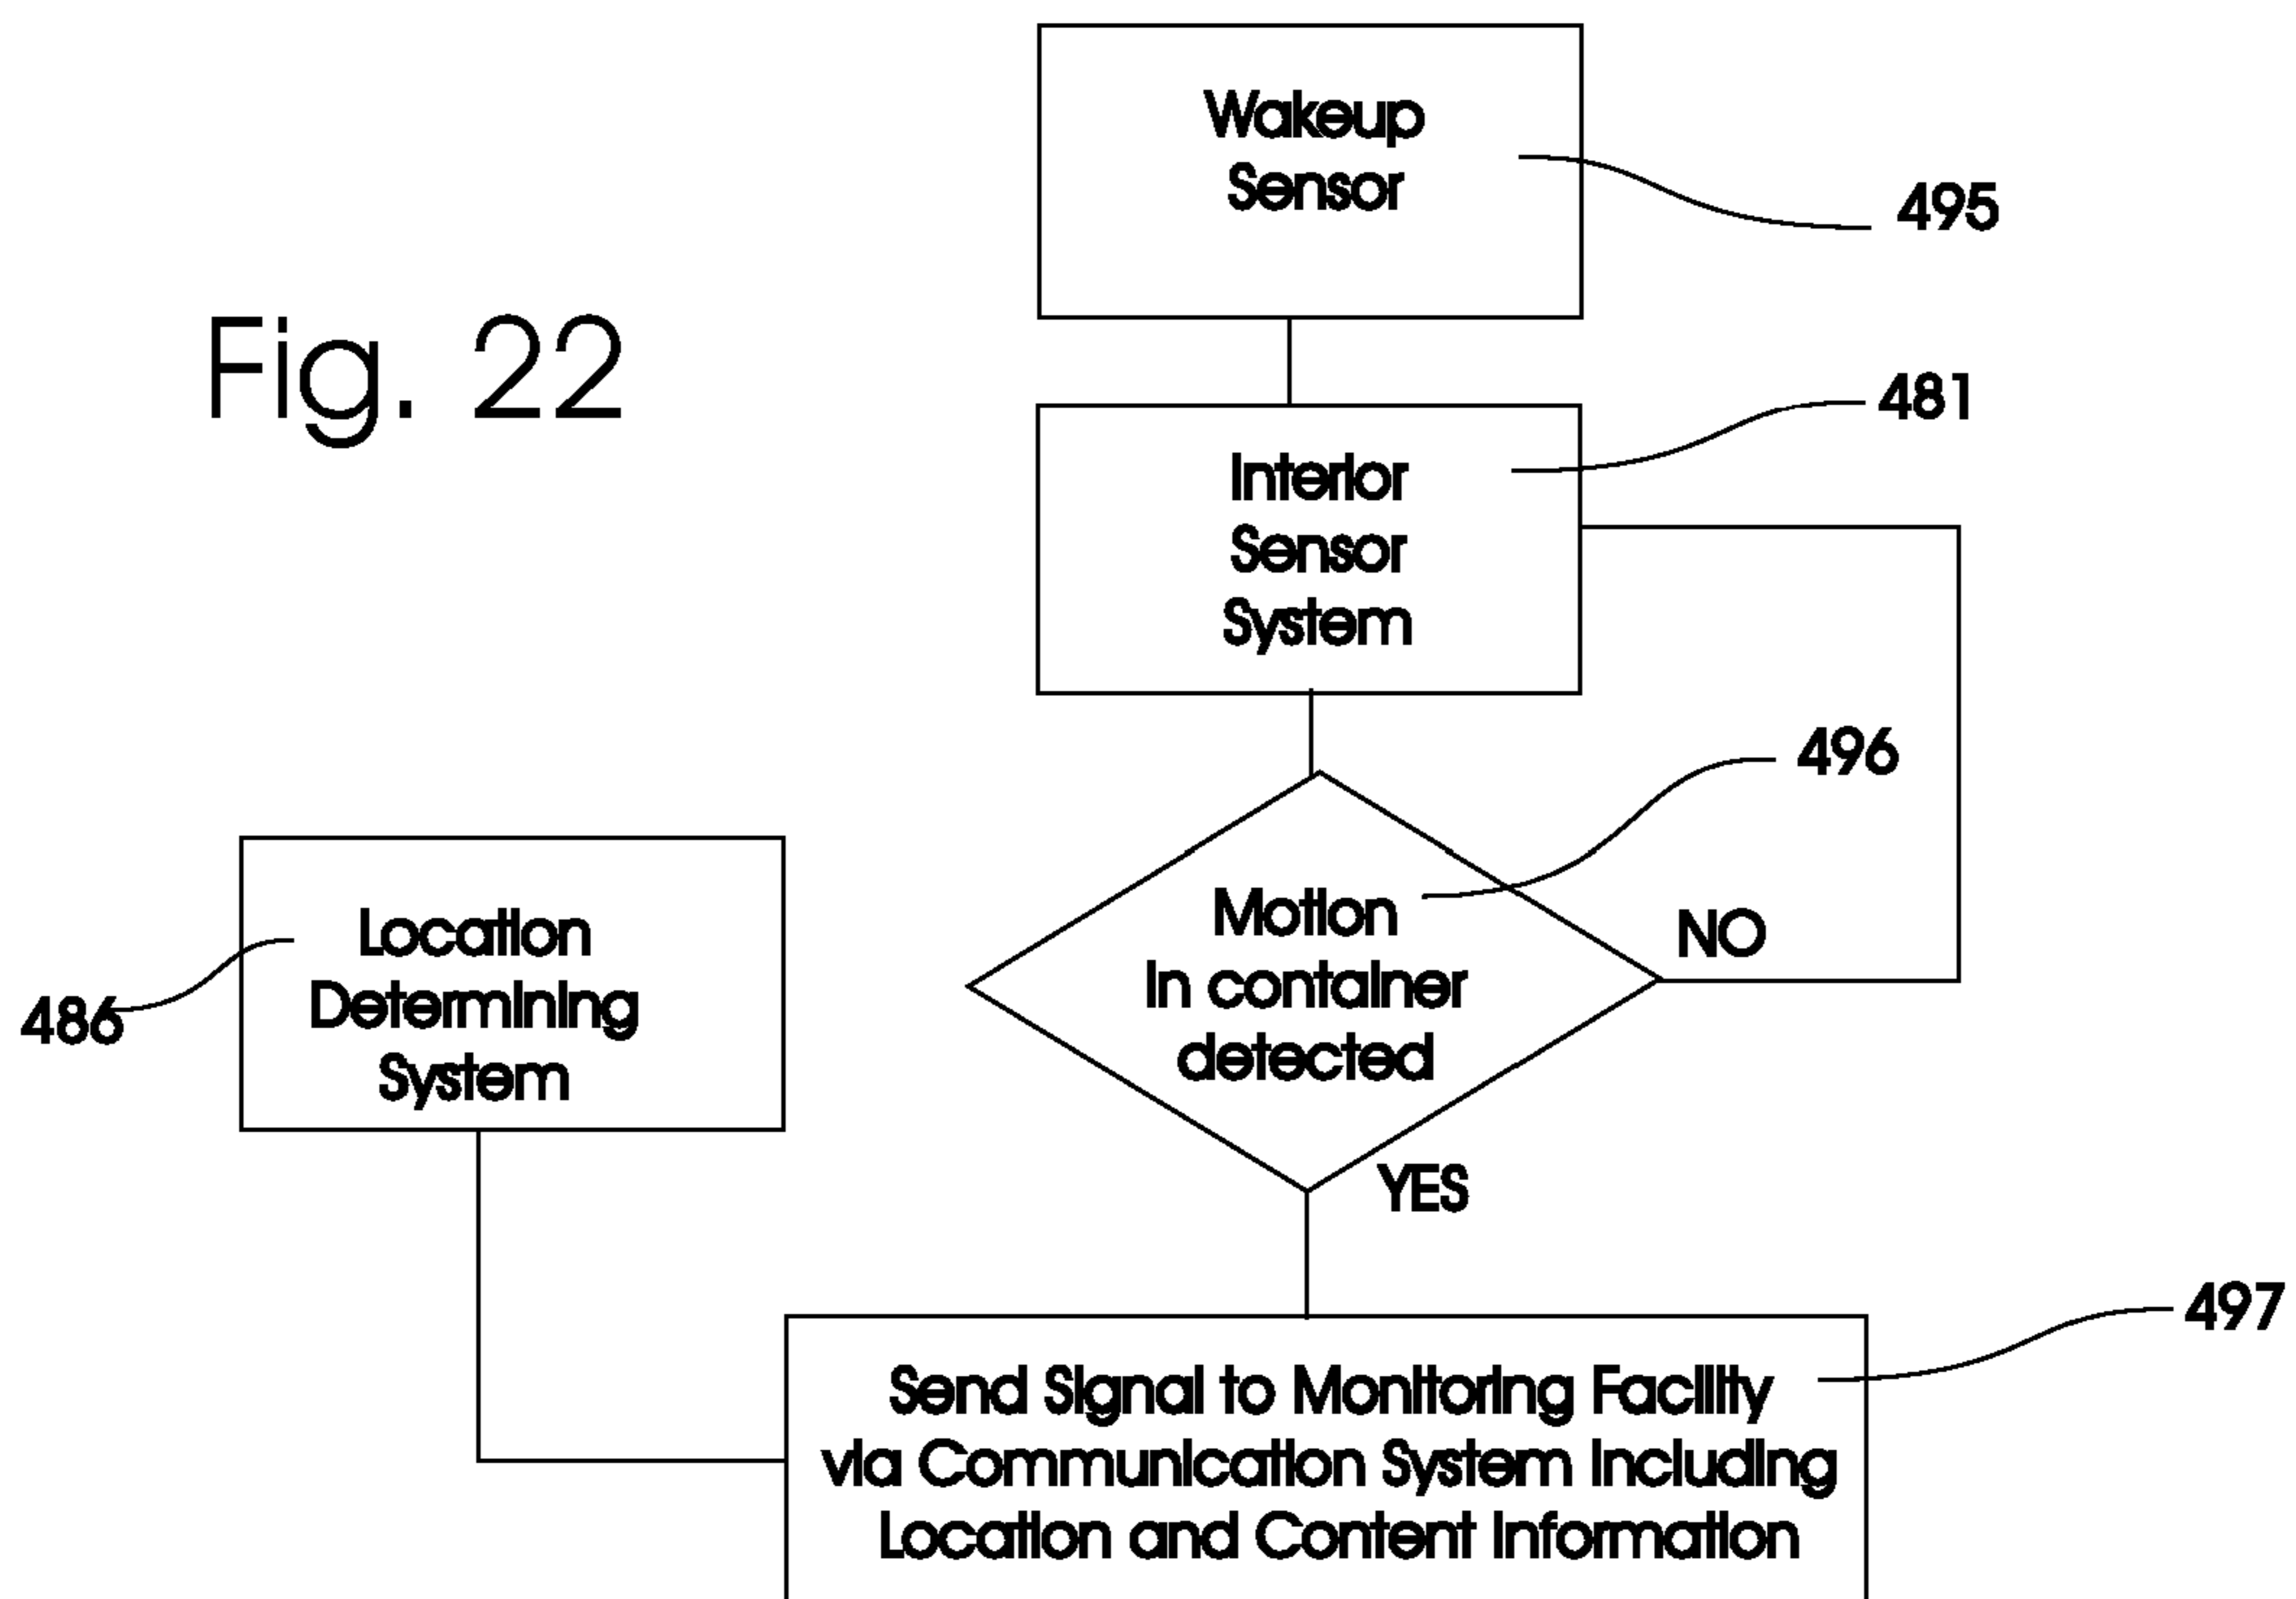 Fig. 22
Wakeup
Sensor
495
Interior
Sensor
System
481
Motion
in container
detected
496
NO
YES
Location
Determining
System
486
Send Signal to Monitoring Facility
via Communication System Including
Location and Content Information
497